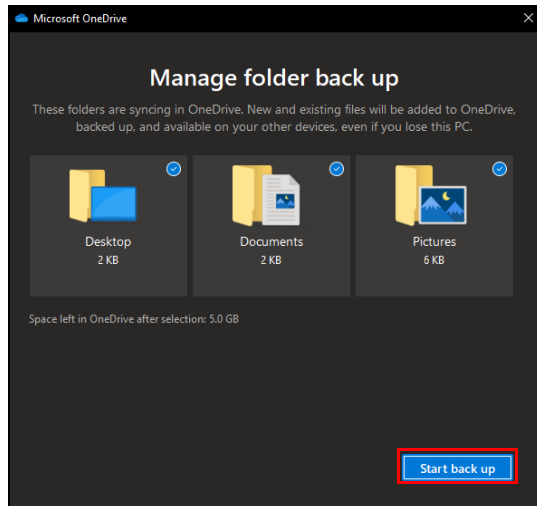 Microsoft OneDrive
Manage folder back up
These folders are syncing in OneDrive. New and existing files will be added to OneDrive,
backed up, and available on your other devices, even if you lose this PC.
Desktop
2 KB
Documents
2 KB
Pictures
6 KB
Space left in OneDrive after selection: 5.0 GB
Start back up